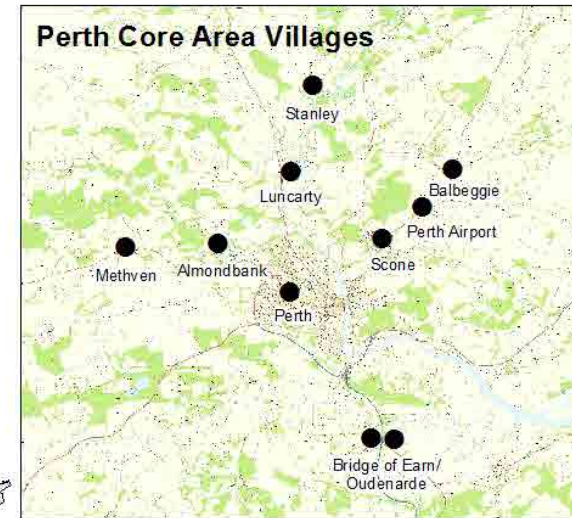 Perth Core Area Villages
Stanley
Luncarty
Balbeggie
Perth Airport
Scone
Almondbank
Methven
Perth
Bridge of Earn/
Oudenarde